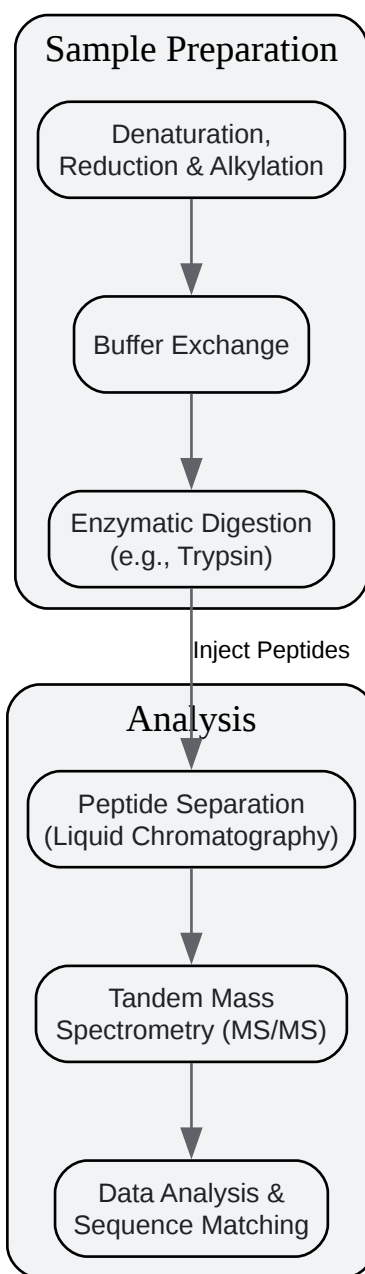 Sample Preparation
Denaturation,
Reduction & Alkylation
Buffer Exchange
Enzymatic Digestion
(e.g., Trypsin)
Inject Peptides
Analysis
Peptide Separation
(Liquid Chromatography)
Tandem Mass
Spectrometry (MS/MS)
Data Analysis &
Sequence Matching